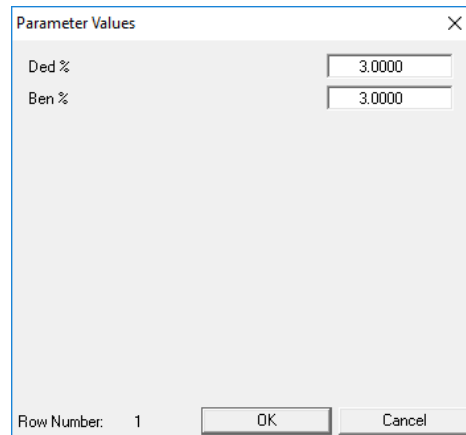 Parameter Values
Ded % 3.0000
Ben % 3.0000
Row Number: 1 OK Cancel